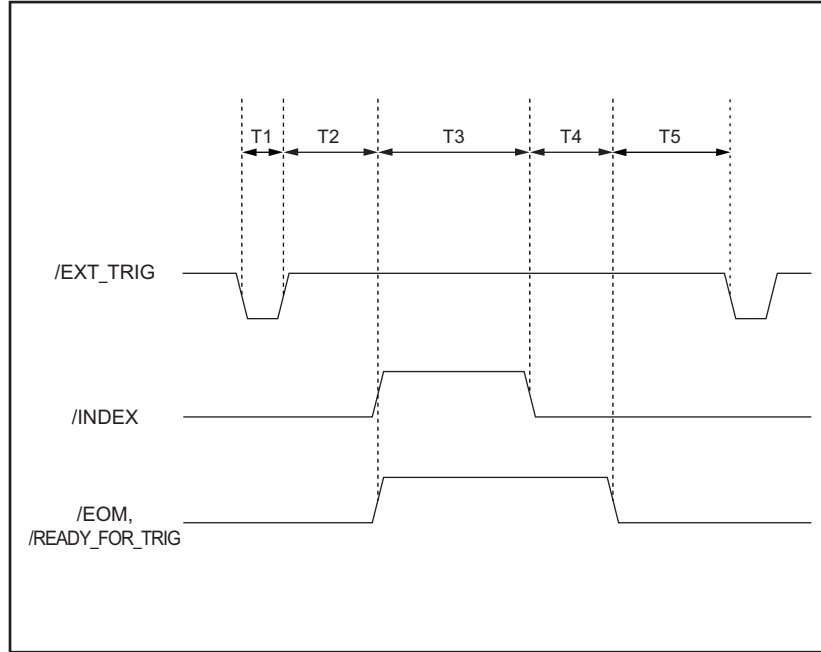 T1 T2 T3 T4 T5
/EXT_TRIG
/INDEX
/EOM,
/READY_FOR_TRIG